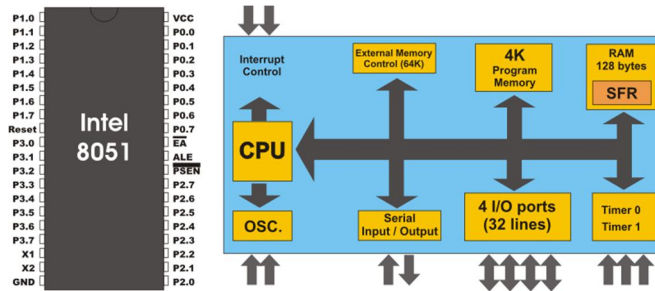 P1.0
P1.1
P1.2
P1.3
P1.4
P1.5
P1.6
P1.7
Reset
P3.0
P3.1
P3.2
P3.3
P3.4
P3.5
P3.6
P3.7
X1
X2
GND
Intel
8051
VCC
P0.0
P0.1
P0.2
P0.3
P0.4
P0.5
P0.6
P0.7
EA
ALE
PSEN
P2.7
P2.6
P2.5
P2.4
P2.3
P2.2
P2.1
P2.0
Interrupt
Control
External Memory
Control (64K)
4K
Program
Memory
RAM
128 bytes
SFR
CPU
OSC.
Serial
Input / Output
4 I/O ports
(32 lines)
Timer 0
Timer 1